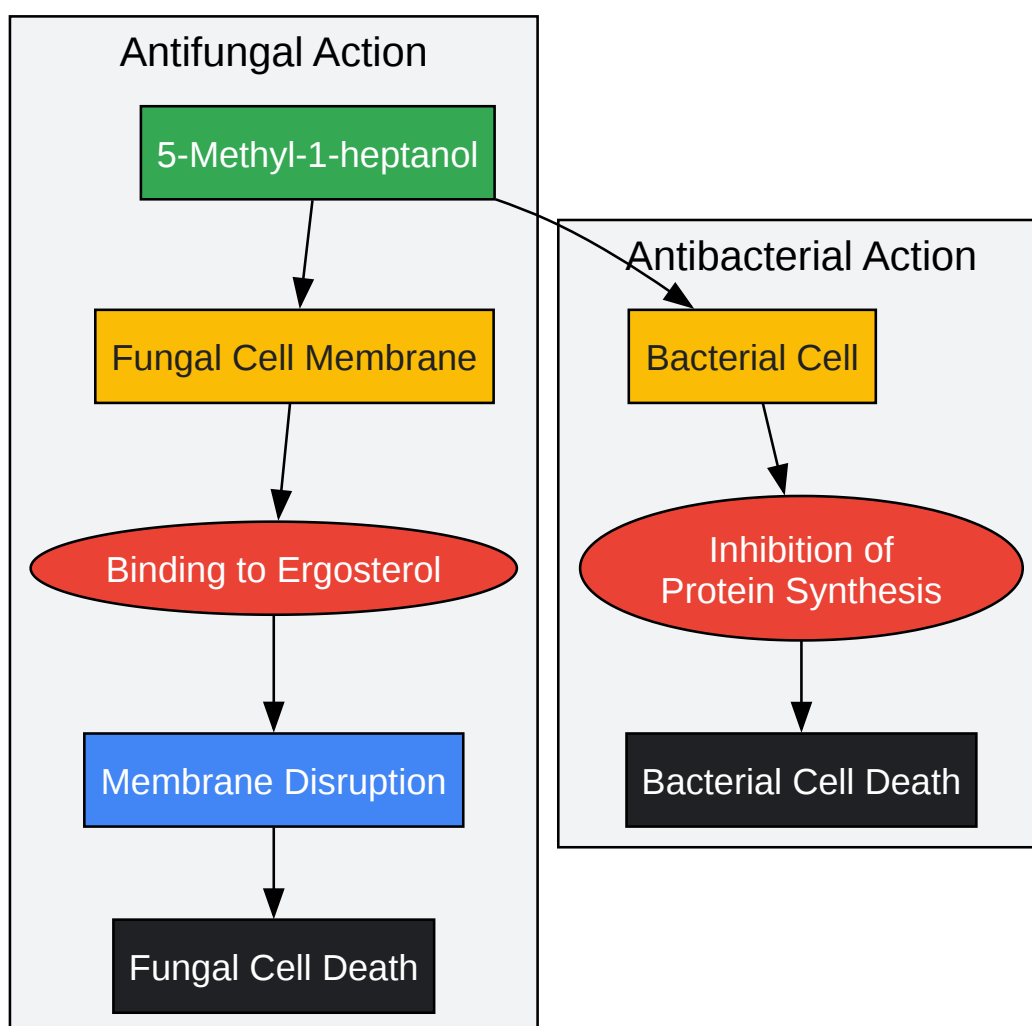 Antifungal Action
5-Methyl-1-heptanol
Fungal Cell Membrane
Binding to Ergosterol
Membrane Disruption
Fungal Cell Death
Antibacterial Action
Bacterial Cell
Inhibition of
Protein Synthesis
Bacterial Cell Death